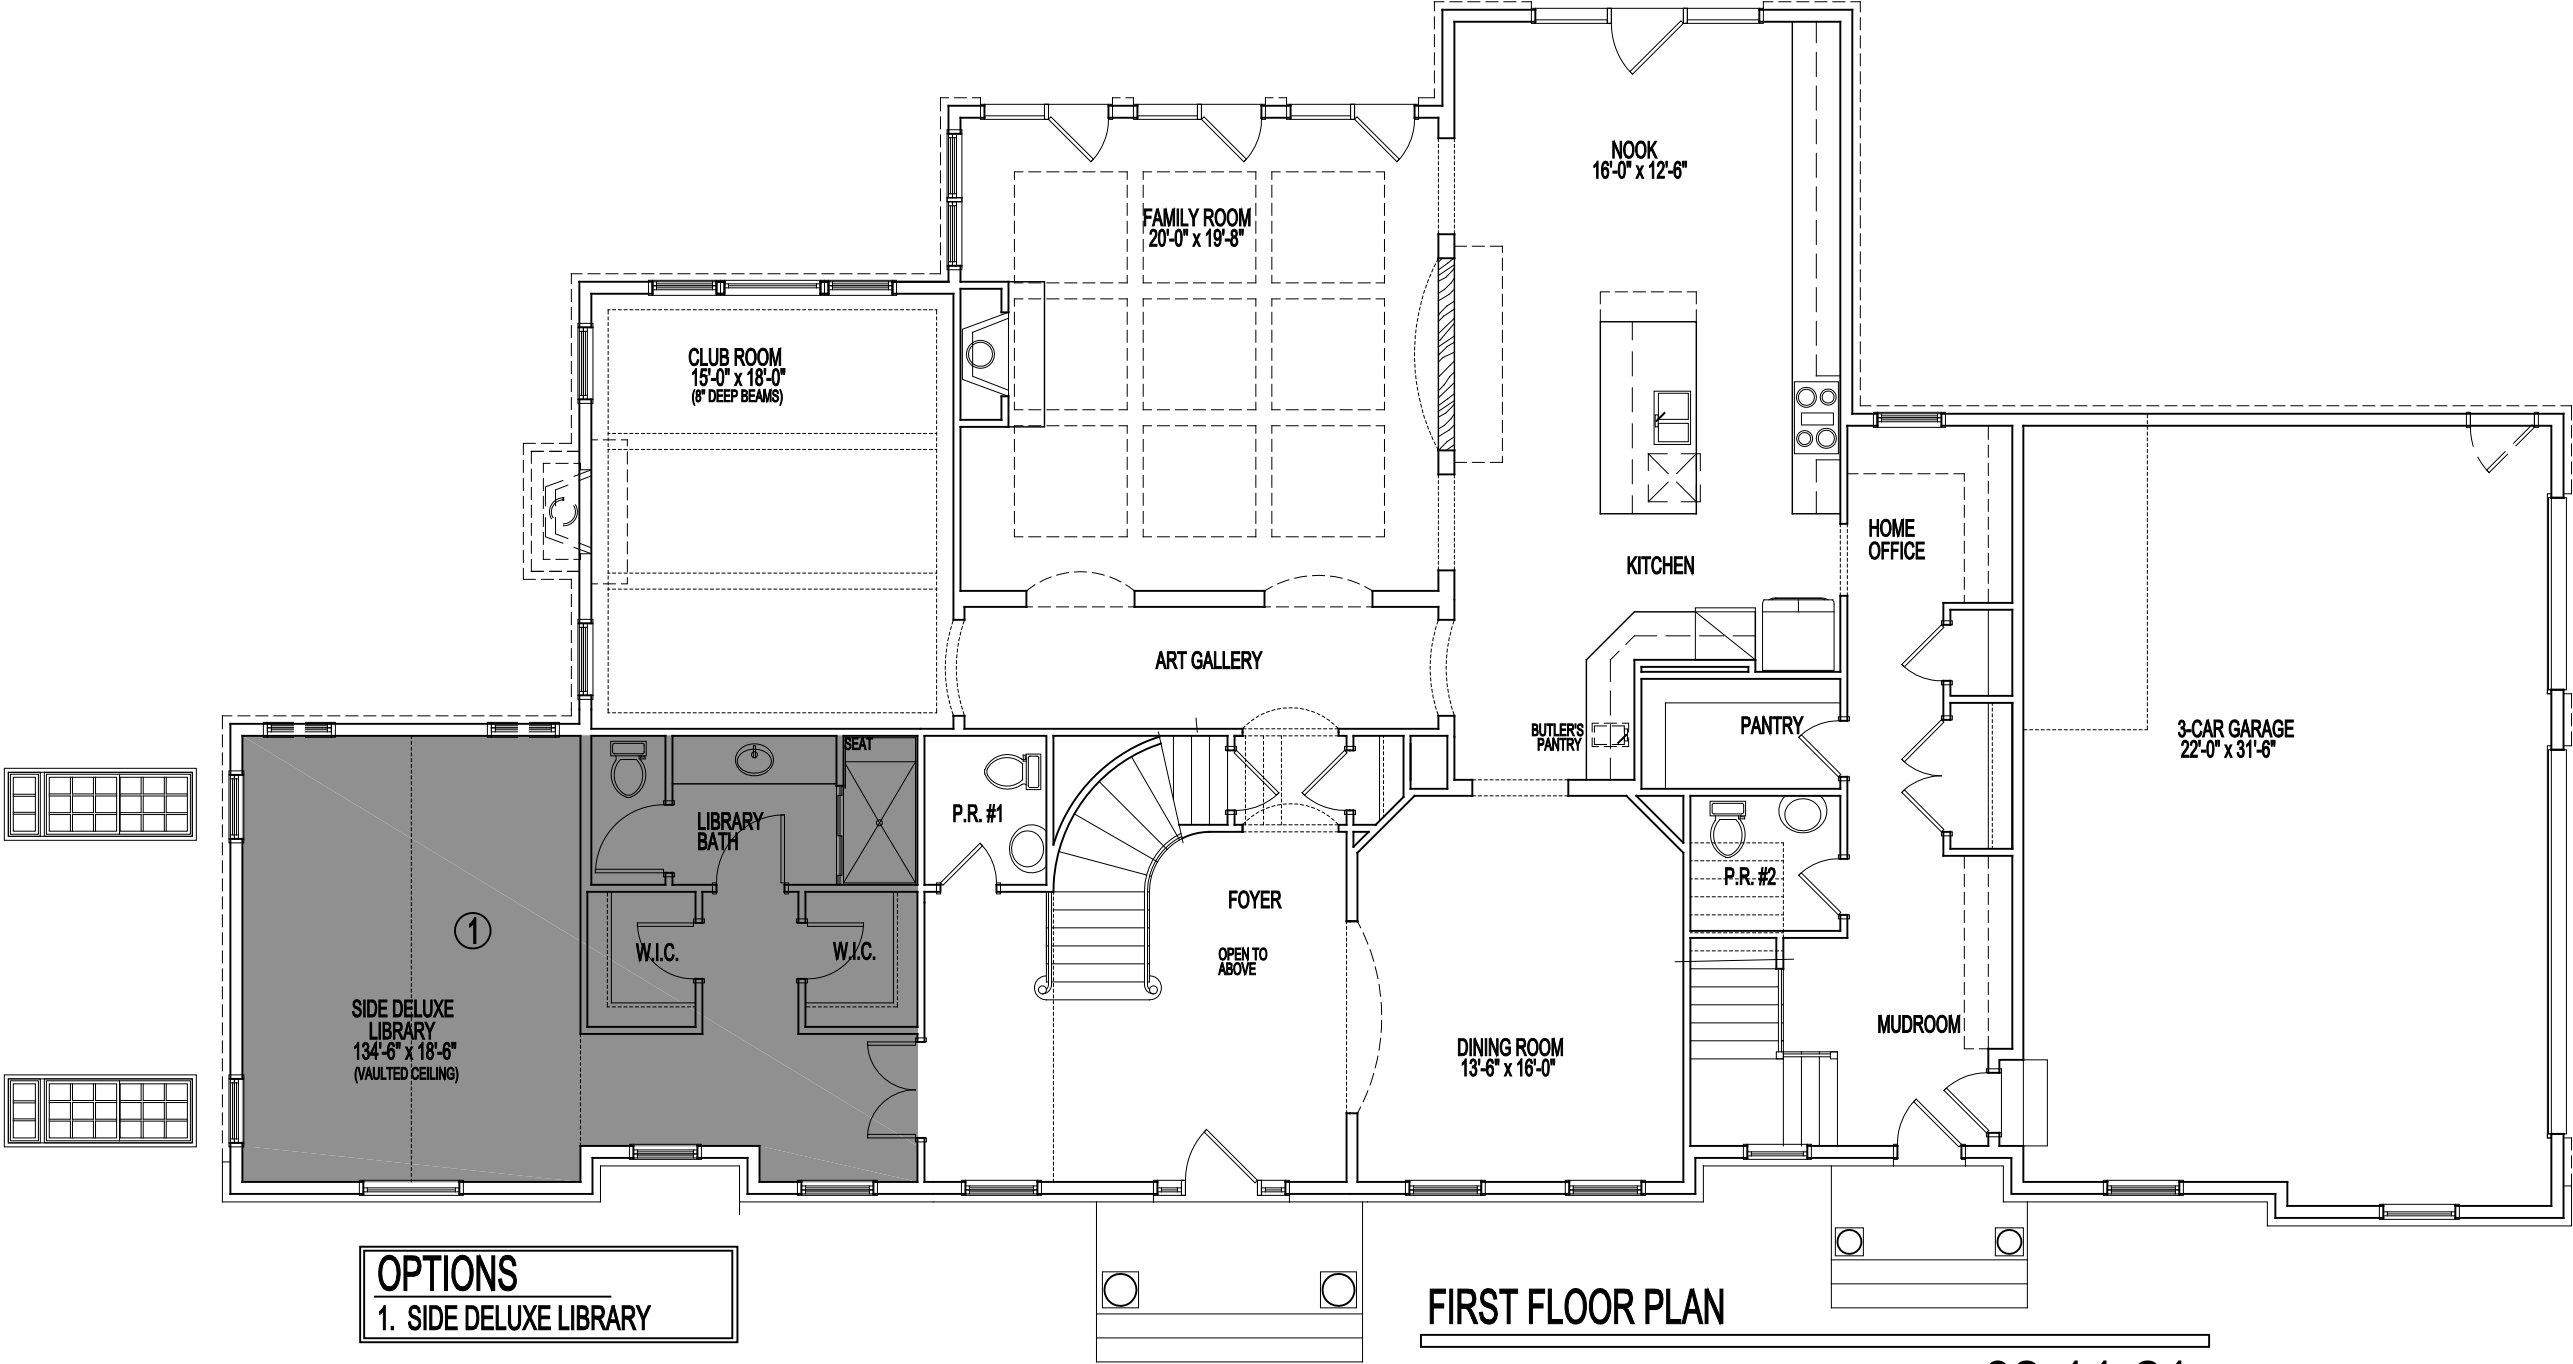 NOOK
16'-0" x 12'-6"
FAMILY ROOM
20'-0" x 19'-8"
CLUB ROOM
15'-0" x 18'-0"
(8" DEEP BEAMS)
HOME
OFFICE
KITCHEN
ART GALLERY
BUTLER'S
PANTRY
PANTRY
3-CAR GARAGE
22'-0" x 31'-6"
SEAT
LIBRARY
BATH
P.R. #1
P.R. #2
FOYER
OPEN TO
ABOVE
1
W.I.C.
W.I.C.
SIDE DELUXE
LIBRARY
134'-6" x 18'-6"
(VAULTED CEILING)
MUDROOM
DINING ROOM
13'-6" x 16'-0"
OPTIONS
1. SIDE DELUXE LIBRARY
FIRST FLOOR PLAN